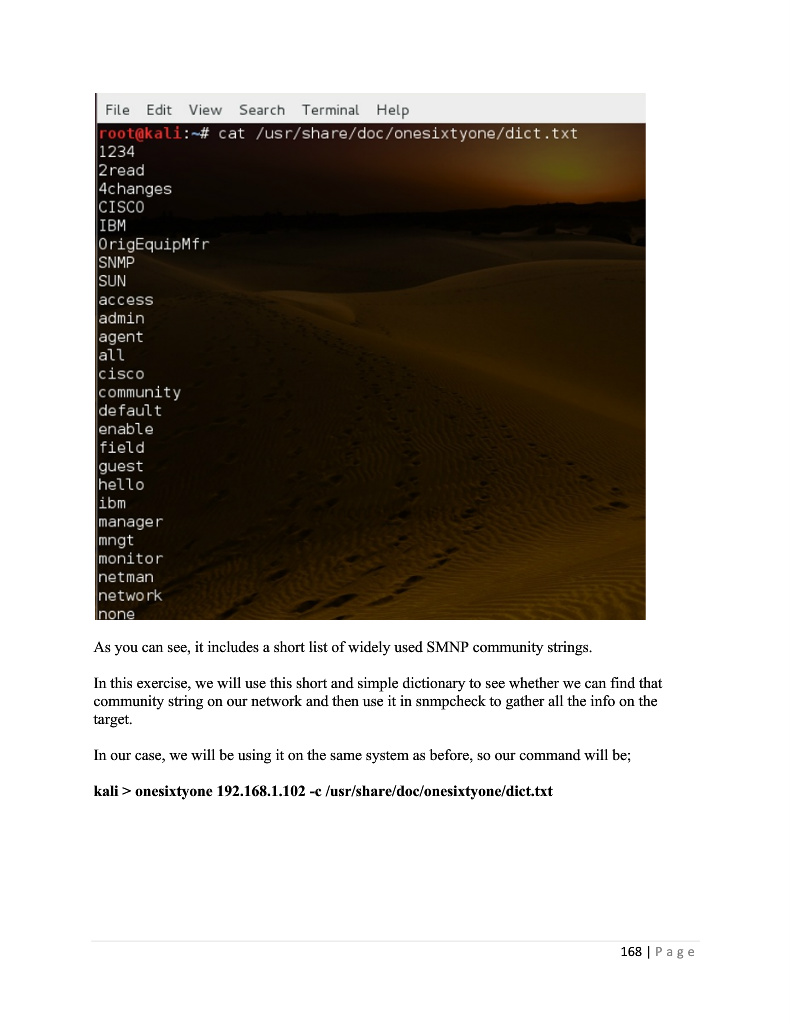 File Edit View Search Terminal Help
root@kali:~# cat /usr/share/doc/onesixtyone/dict.txt
1234
2read
4changes
CISCO
IBM
OrigEquipMfr
SNMP
SUN
access
admin
agent
all
cisco
community
default
enable
field
guest
hello
ibm
manager
mngt
monitor
netman
network
none
As you can see, it includes a short list of widely used SMNP community strings.
In this exercise, we will use this short and simple dictionary to see whether we can find that
community string on our network and then use it in snmpcheck to gather all the info on the
target.
In our case, we will be using it on the same system as before, so our command will be;
kali > onesixtyone 192.168.1.102 -c /usr/share/doc/onesixtyone/dict.txt
168 | P a g e